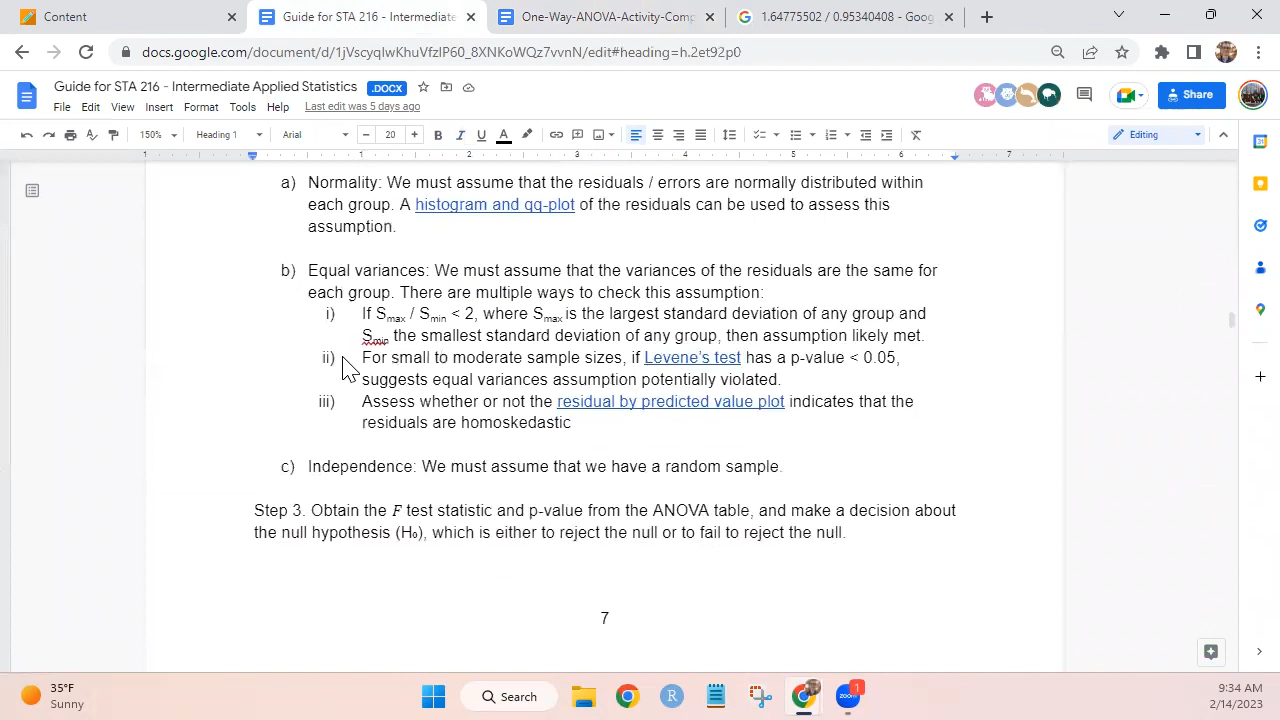 Content
Guide for STA 216 - Intermediate
One-Way-ANOVA-Activity-Comp
1.64775502 / 0.95340408 - Goog
docs.google.com/document/d/1jVscyqIwKhuVfzIP60_8XNKoWQz7vvnN/edit#heading=h.2et92p0
Guide for STA 216 - Intermediate Applied Statistics .DOCX
File Edit View Insert Format Tools Help Last edit was 5 days ago
Share
150% Heading 1 Arial 20 B I U A Editing
1 1 2 3 4 5 6 7
a) Normality: We must assume that the residuals / errors are normally distributed within
each group. A histogram and qq-plot of the residuals can be used to assess this
assumption.
b) Equal variances: We must assume that the variances of the residuals are the same for
each group. There are multiple ways to check this assumption:
i) If Smax / Smin < 2, where Smax is the largest standard deviation of any group and
Smin the smallest standard deviation of any group, then assumption likely met.
ii) For small to moderate sample sizes, if Levene's test has a p-value < 0.05,
suggests equal variances assumption potentially violated.
iii) Assess whether or not the residual by predicted value plot indicates that the
residuals are homoskedastic
c) Independence: We must assume that we have a random sample.
Step 3. Obtain the F test statistic and p-value from the ANOVA table, and make a decision about
the null hypothesis (H₀), which is either to reject the null or to fail to reject the null.
7
35°F
Sunny
Search
R
zoom
1
9:34 AM
2/14/2023